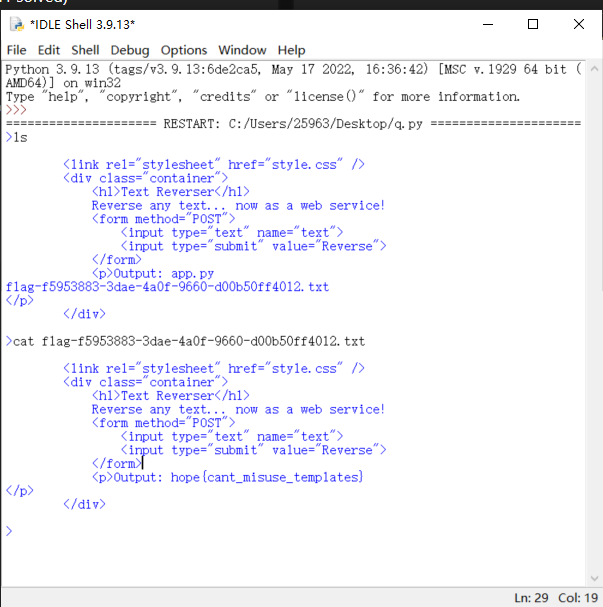 *IDLE Shell 3.9.13*
File Edit Shell Debug Options Window Help
Python 3.9.13 (tags/v3.9.13:6de2ca5, May 17 2022, 16:36:42) [MSC v.1929 64 bit (
AMD64)] on win32
Type "help", "copyright", "credits" or "license()" for more information.
>>>
===================== RESTART: C:/Users/25963/Desktop/q.py =====================
>ls
<link rel="stylesheet" href="style.css" />
<div class="container">
<h1>Text Reverser</h1>
Reverse any text... now as a web service!
<form method="POST">
<input type="text" name="text">
<input type="submit" value="Reverse">
</form>
<p>Output: app.py
flag-f5953883-3dae-4a0f-9660-d00b50ff4012.txt
</p>
</div>
>cat flag-f5953883-3dae-4a0f-9660-d00b50ff4012.txt
<link rel="stylesheet" href="style.css" />
<div class="container">
<h1>Text Reverser</h1>
Reverse any text... now as a web service!
<form method="POST">
<input type="text" name="text">
<input type="submit" value="Reverse">
</form>
<p>Output: hope{cant_misuse_templates}
</p>
</div>
>
Ln: 29 Col: 19